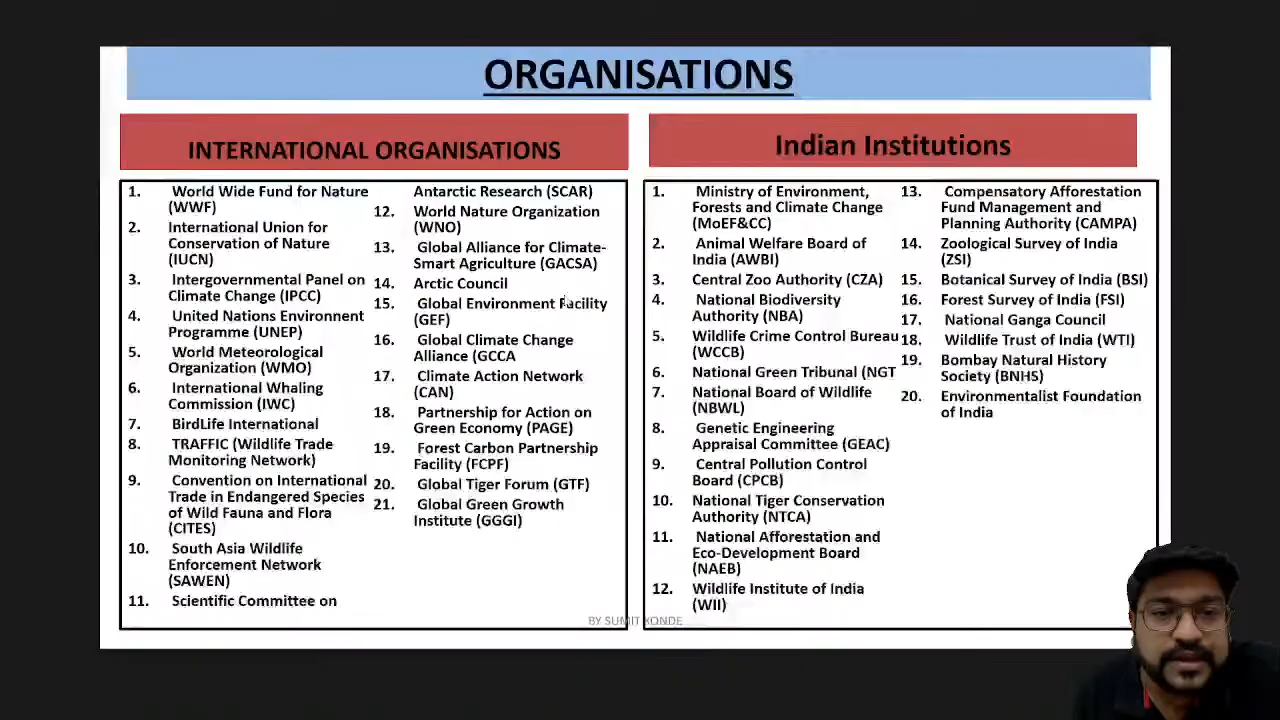 ORGANISATIONS
INTERNATIONAL ORGANISATIONS
1. World Wide Fund for Nature
(WWF)
2. International Union for
Conservation of Nature
(IUCN)
3. Intergovernmental Panel on
Climate Change (IPCC)
4. United Nations Environment
Programme (UNEP)
5. World Meteorological
Organization (WMO)
6. International Whaling
Commission (IWC)
7. BirdLife International
8. TRAFFIC (Wildlife Trade
Monitoring Network)
9. Convention on International
Trade in Endangered Species
of Wild Fauna and Flora
(CITES)
10. South Asia Wildlife
Enforcement Network
(SAWEN)
11. Scientific Committee on
Antarctic Research (SCAR)
12. World Nature Organization
(WNO)
13. Global Alliance for Climate-
Smart Agriculture (GACSA)
14. Arctic Council
15. Global Environment Facility
(GEF)
16. Global Climate Change
Alliance (GCCA
17. Climate Action Network
(CAN)
18. Partnership for Action on
Green Economy (PAGE)
19. Forest Carbon Partnership
Facility (FCPF)
20. Global Tiger Forum (GTF)
21. Global Green Growth
Institute (GGGI)
Indian Institutions
1. Ministry of Environment,
Forests and Climate Change
(MoEF&CC)
2. Animal Welfare Board of
India (AWBI)
3. Central Zoo Authority (CZA)
4. National Biodiversity
Authority (NBA)
5. Wildlife Crime Control Bureau
(WCCB)
6. National Green Tribunal (NGT
7. National Board of Wildlife
(NBWL)
8. Genetic Engineering
Appraisal Committee (GEAC)
9. Central Pollution Control
Board (CPCB)
10. National Tiger Conservation
Authority (NTCA)
11. National Afforestation and
Eco-Development Board
(NAEB)
12. Wildlife Institute of India
(WII)
13. Compensatory Afforestation
Fund Management and
Planning Authority (CAMPA)
14. Zoological Survey of India
(ZSI)
15. Botanical Survey of India (BSI)
16. Forest Survey of India (FSI)
17. National Ganga Council
18. Wildlife Trust of India (WTI)
19. Bombay Natural History
Society (BNHS)
20. Environmentalist Foundation
of India
BY SUMIT KONDE